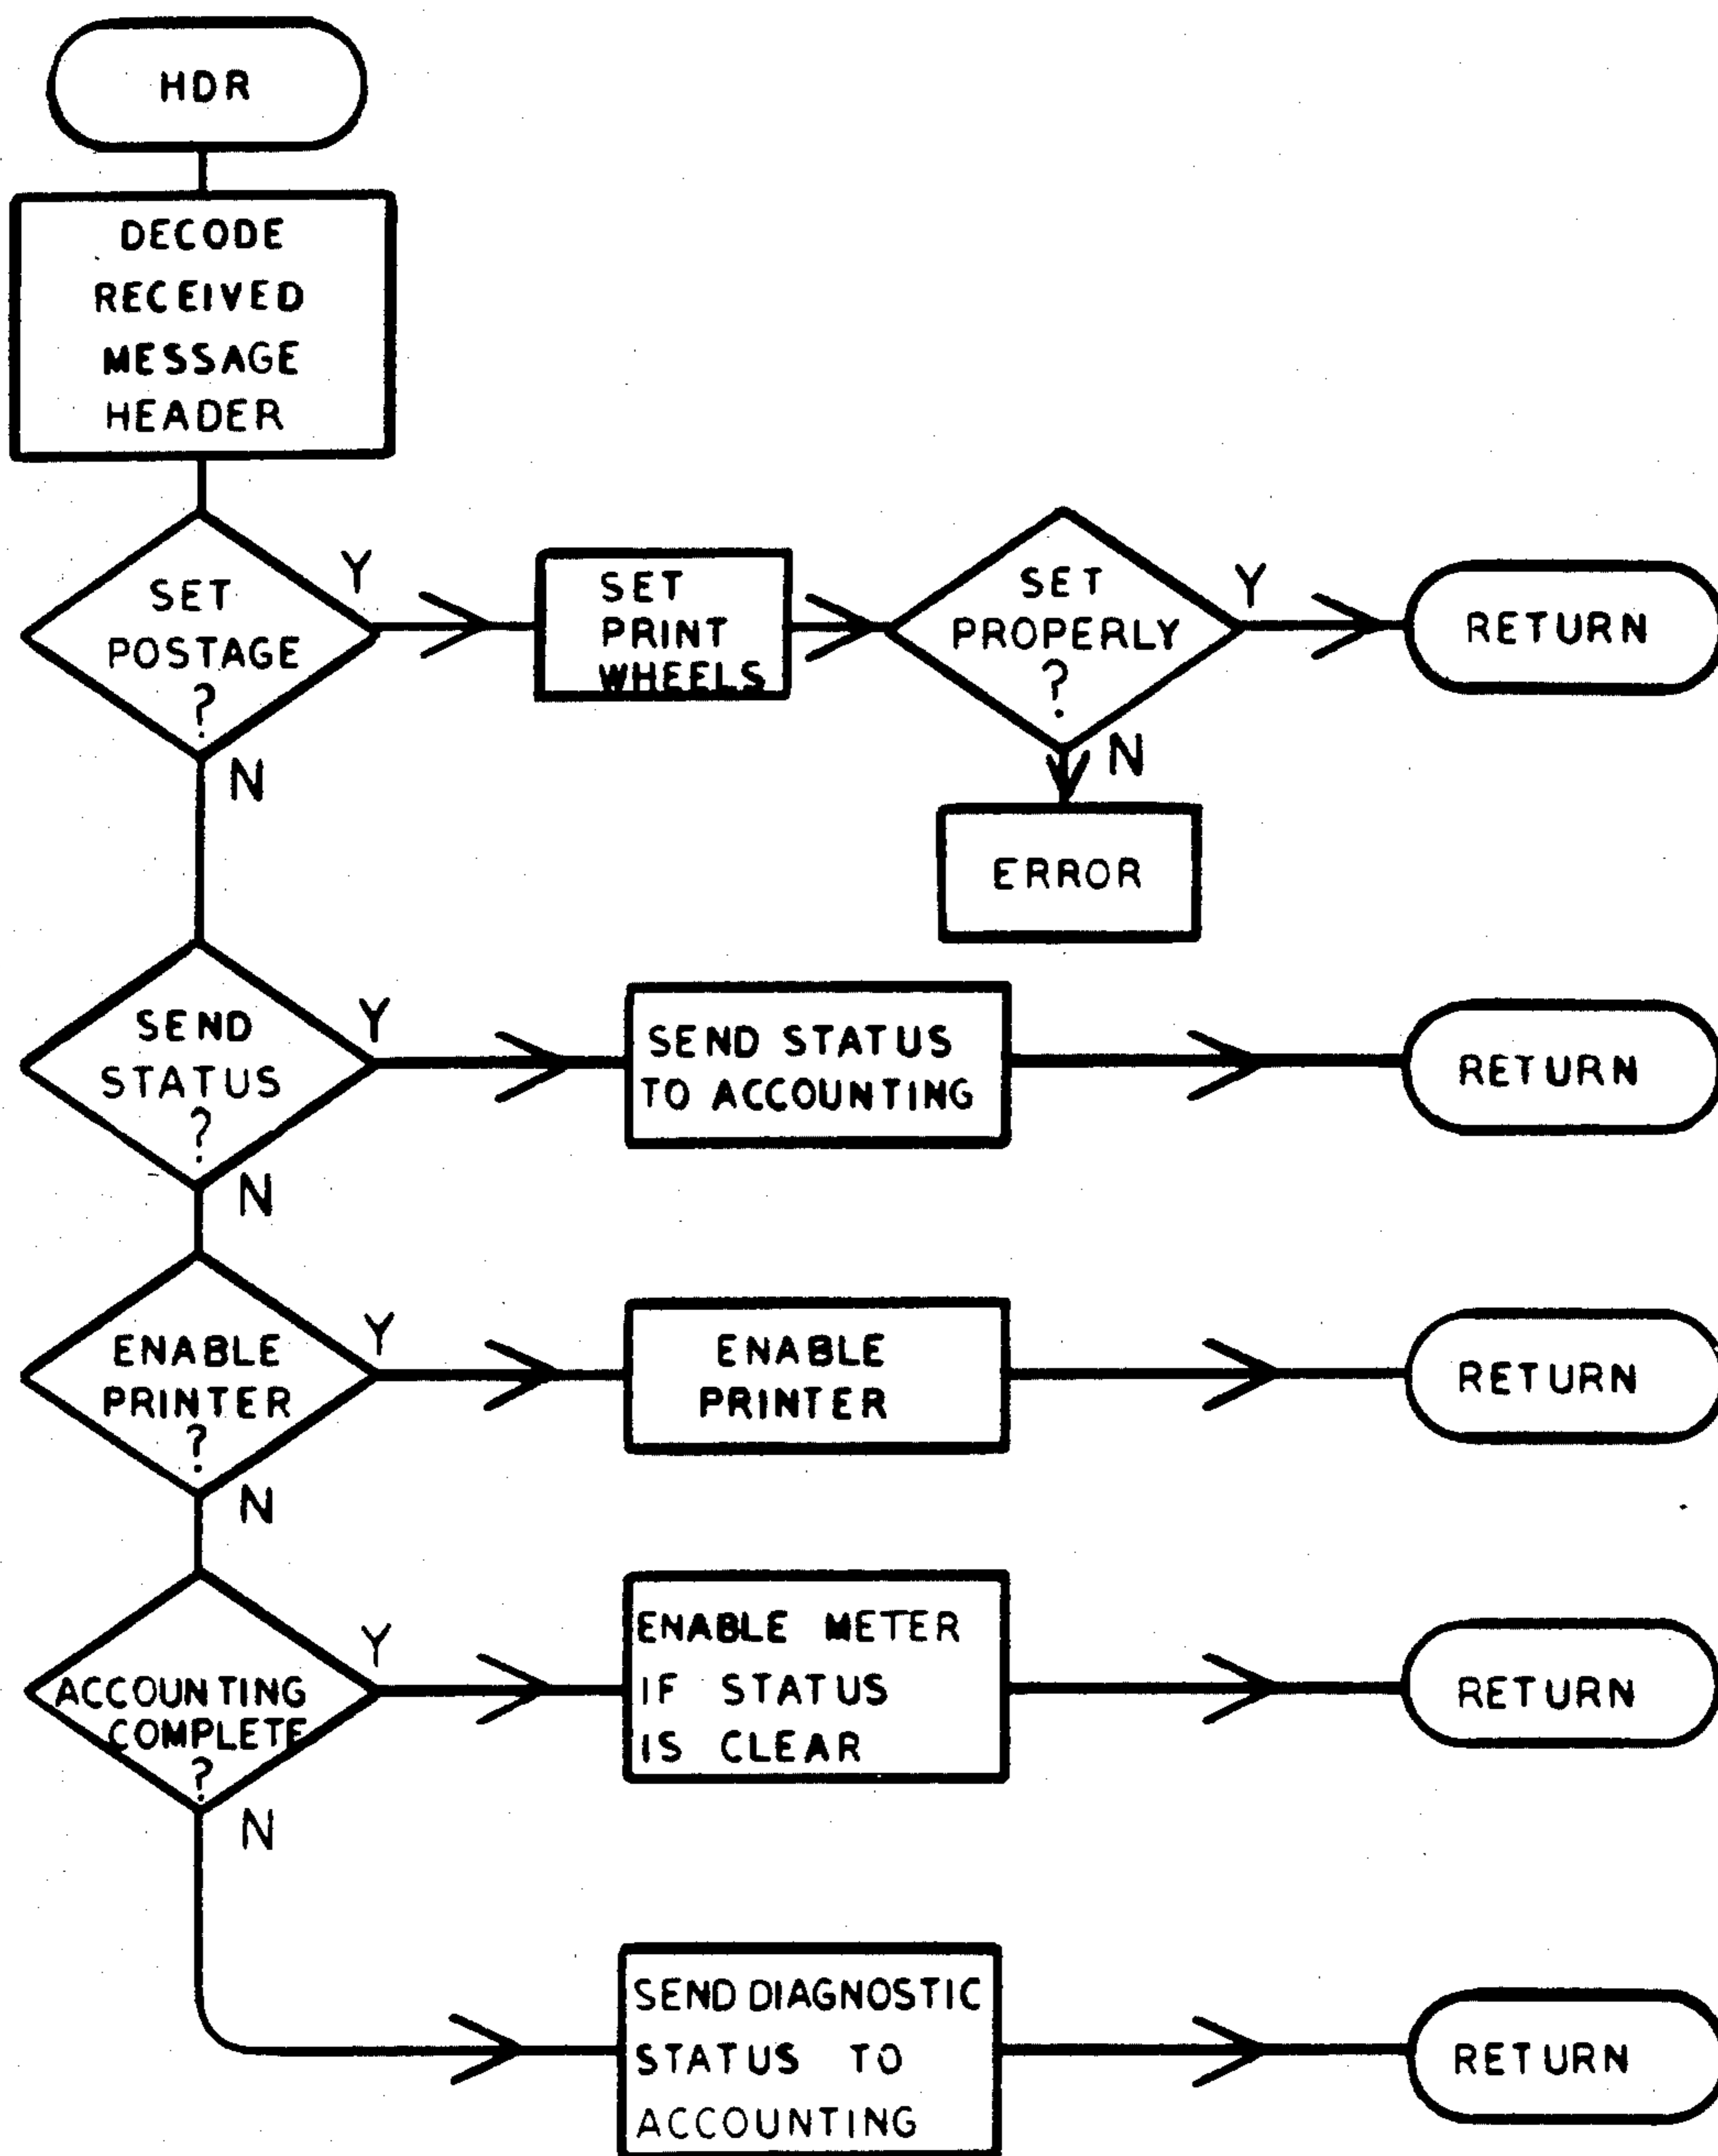 HDR
DECODE
RECEIVED
MESSAGE
HEADER
SET
POSTAGE
?
Y
N
SET
PRINT
WHEELS
SET
PROPERLY
?
Y
N
RETURN
ERROR
SEND
STATUS
?
Y
N
SEND STATUS
TO ACCOUNTING
RETURN
ENABLE
PRINTER
?
Y
N
ENABLE
PRINTER
RETURN
ACCOUNTING
COMPLETE
?
Y
N
ENABLE METER
IF STATUS
IS CLEAR
RETURN
SEND DIAGNOSTIC
STATUS TO
ACCOUNTING
RETURN